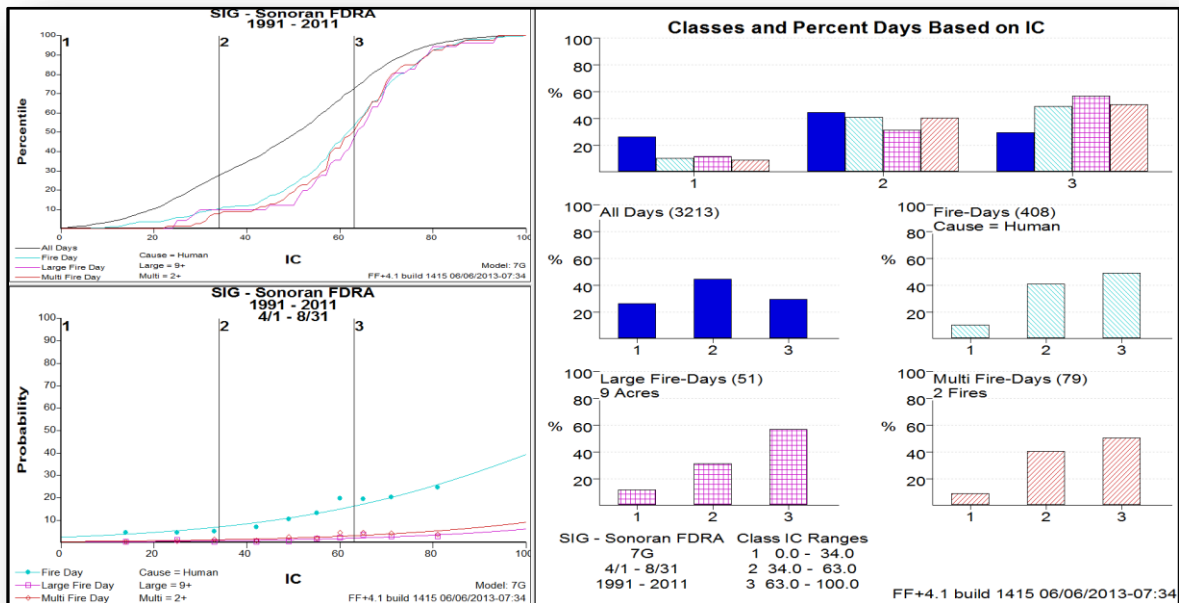 SIG - Sonoran FDRA
1991 - 2011
1
2
3
100
90
80
70
60
50
40
30
20
10
Percentile
0
20
40
60
80
100
IC
All Days
Fire Day
Large Fire Day
Multi Fire Day
Cause = Human
Large = 9+
Multi = 2+
Model: 7G
FF+4.1 build 1415 06/06/2013-07:34
SIG - Sonoran FDRA
1991 - 2011
4/1 - 8/31
1
2
3
100
90
80
70
60
50
40
30
20
10
Probability
0
20
40
60
80
100
IC
Fire Day
Large Fire Day
Multi Fire Day
Cause = Human
Large = 9+
Multi = 2+
Model: 7G
FF+4.1 build 1415 06/06/2013-07:34
Classes and Percent Days Based on IC
100
80
%
60
40
20
1
2
3
All Days (3213)
100
80
%
60
40
20
1
2
3
Fire-Days (408)
Cause = Human
100
80
%
60
40
20
1
2
3
Large Fire-Days (51)
9 Acres
100
80
%
60
40
20
1
2
3
Multi Fire-Days (79)
2 Fires
100
80
%
60
40
20
1
2
3
SIG - Sonoran FDRA Class IC Ranges
7G 1 0.0 - 34.0
4/1 - 8/31 2 34.0 - 63.0
1991 - 2011 3 63.0 - 100.0
FF+4.1 build 1415 06/06/2013-07:34